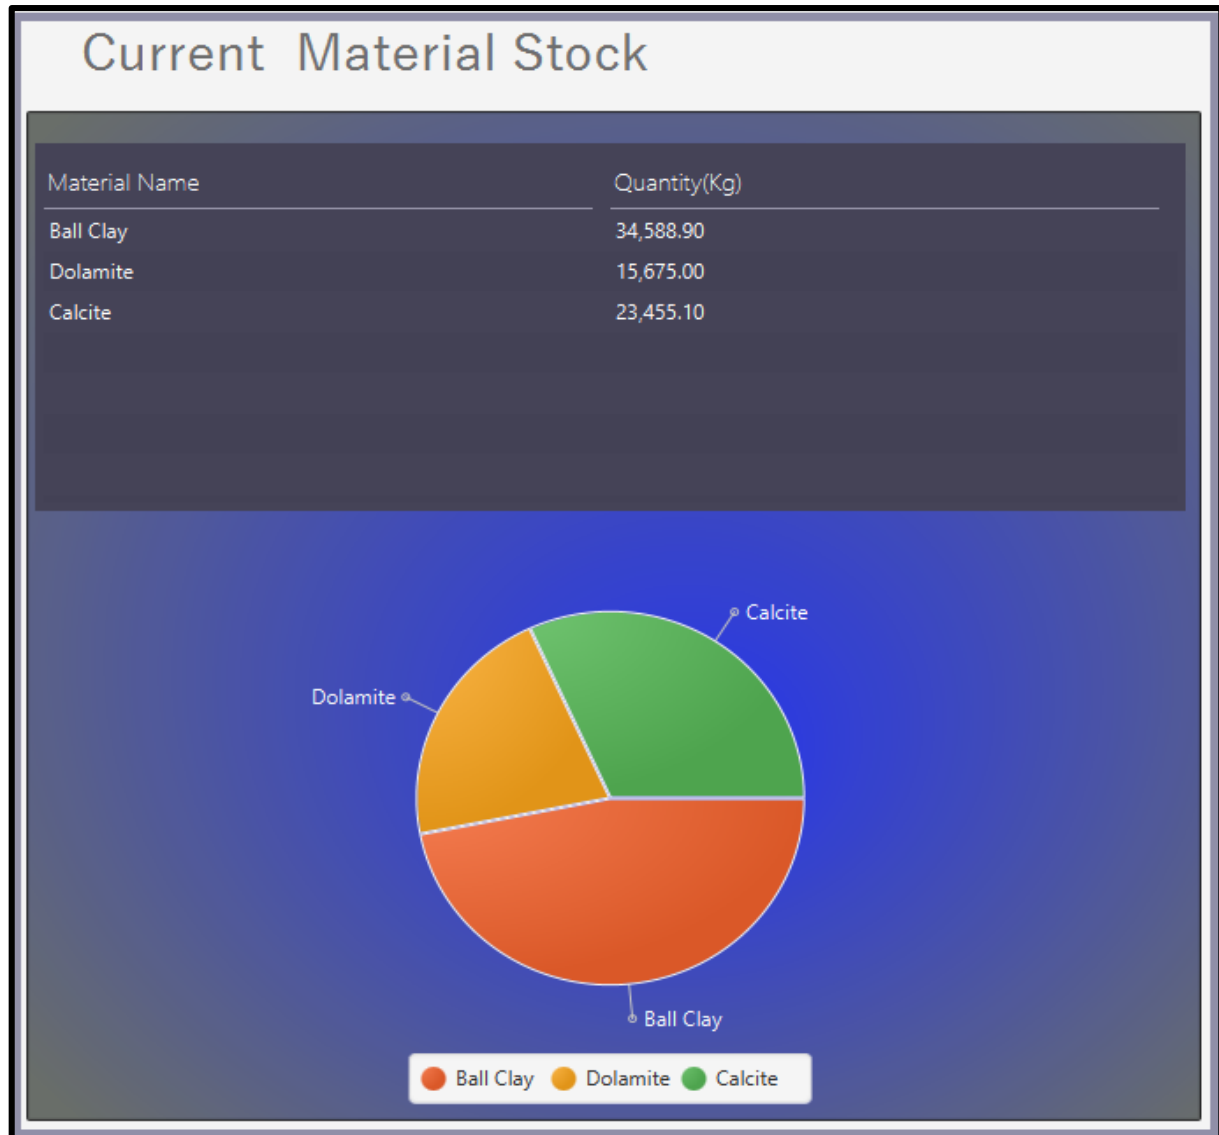 Current Material Stock
Material Name Quantity(Kg)
Ball Clay 34,588.90
Dolamite 15,675.00
Calcite 23,455.10
Calcite
Dolamite
Ball Clay
Ball Clay Dolamite Calcite